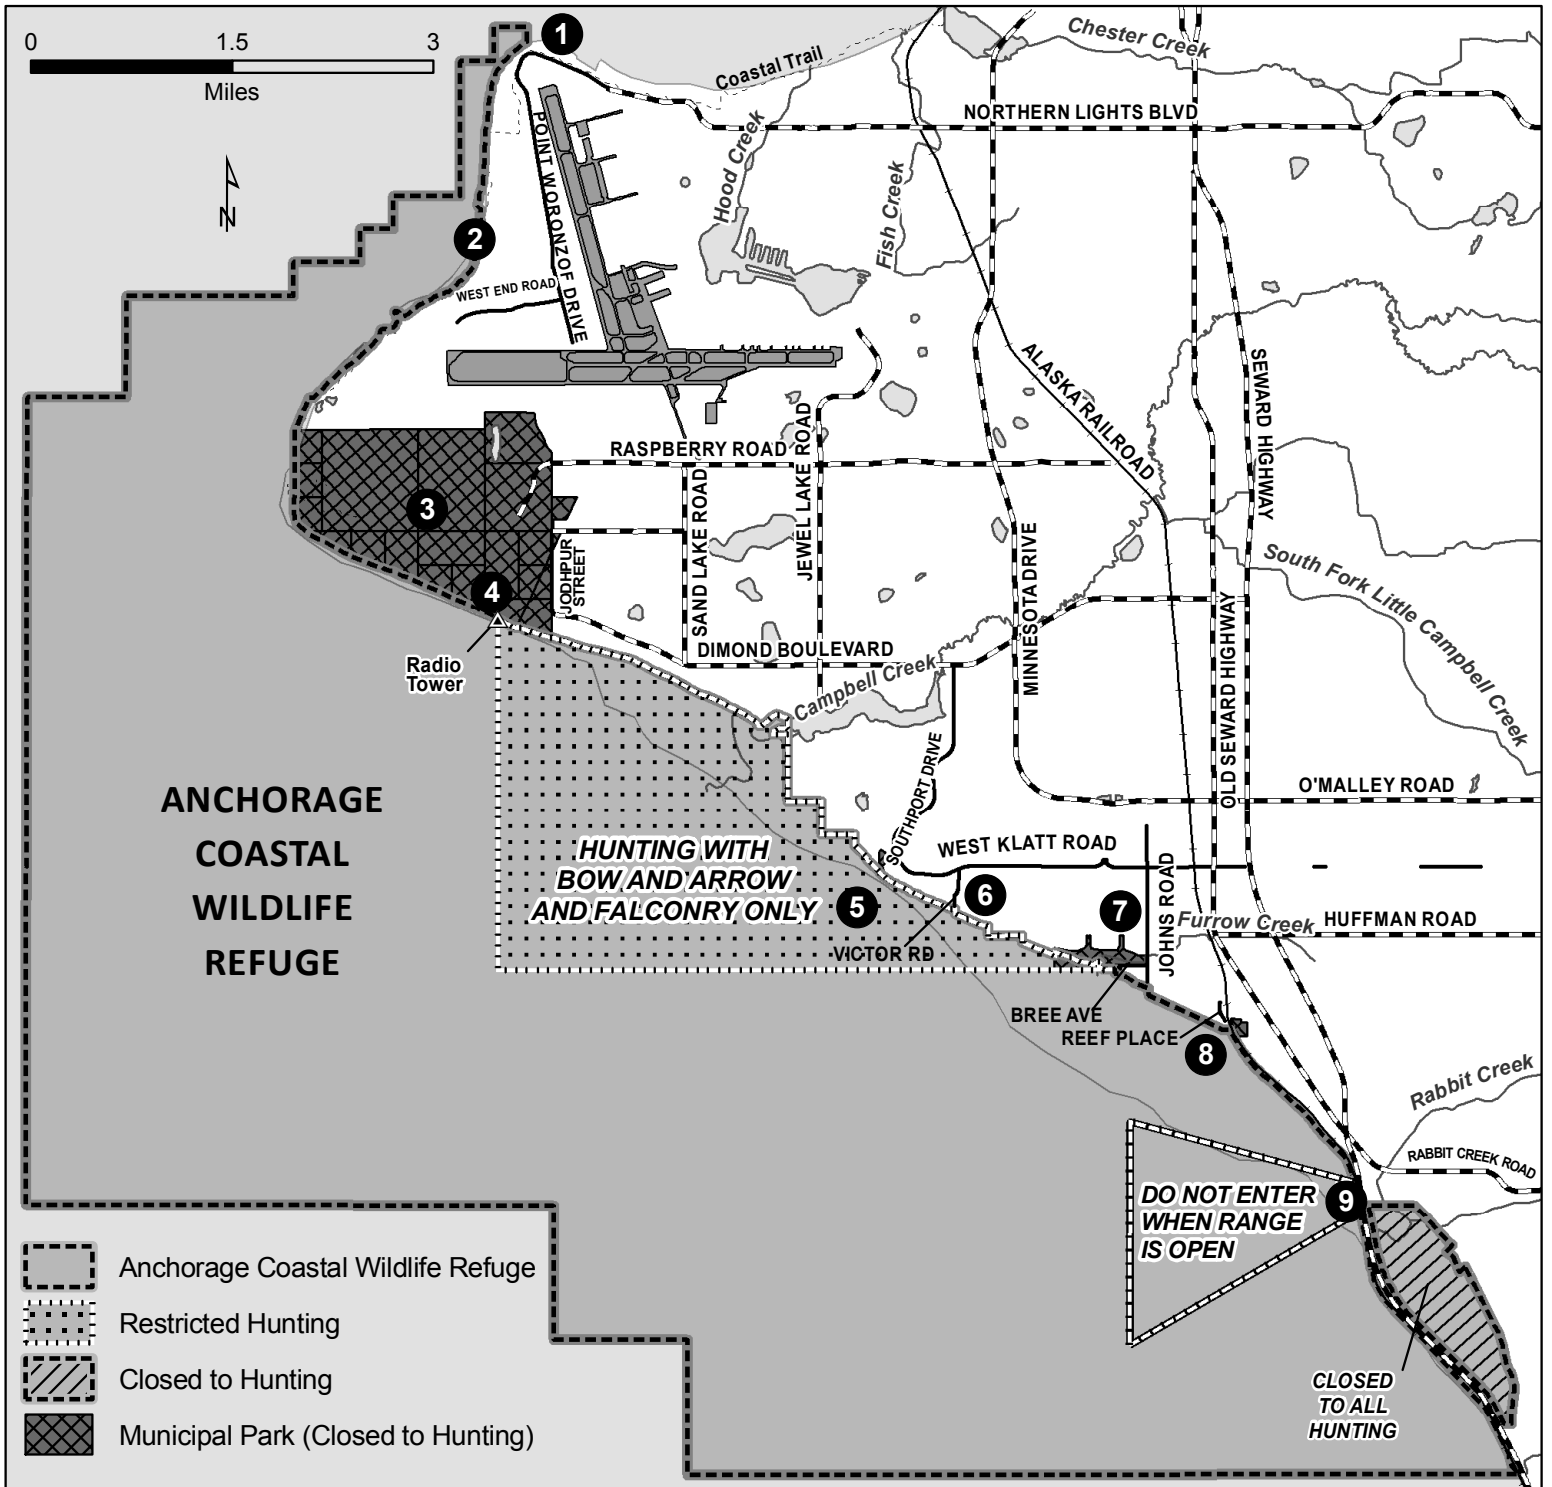 0 1.5 3
Miles
N
1
Coastal Trail
Chester Creek
NORTHERN LIGHTS BLVD
POINT WORONZOF DRIVE
Hood Creek
Fish Creek
2
WEST END ROAD
ALASKA RAILROAD
SEWARD HIGHWAY
RASPBERRY ROAD
JEWEL LAKE ROAD
SAND LAKE ROAD
3
MINNESOTA DRIVE
JODHPUR
STREET
South Fork Little Campbell Creek
4
OLD SEWARD HIGHWAY
Radio
Tower
DIMOND BOULEVARD
Campbell Creek
SOUTHPORT DRIVE
O'MALLEY ROAD
ANCHORAGE
COASTAL
WILDLIFE
REFUGE
HUNTING WITH
BOW AND ARROW
AND FALCONRY ONLY
WEST KLATT ROAD
5
6
7
JOHNS ROAD
Furrow Creek
HUFFMAN ROAD
VICTOR RD
BREE AVE
REEF PLACE
8
Rabbit Creek
RABBIT CREEK ROAD
DO NOT ENTER
WHEN RANGE
IS OPEN
9
CLOSED
TO ALL
HUNTING
Anchorage Coastal Wildlife Refuge
Restricted Hunting
Closed to Hunting
Municipal Park (Closed to Hunting)